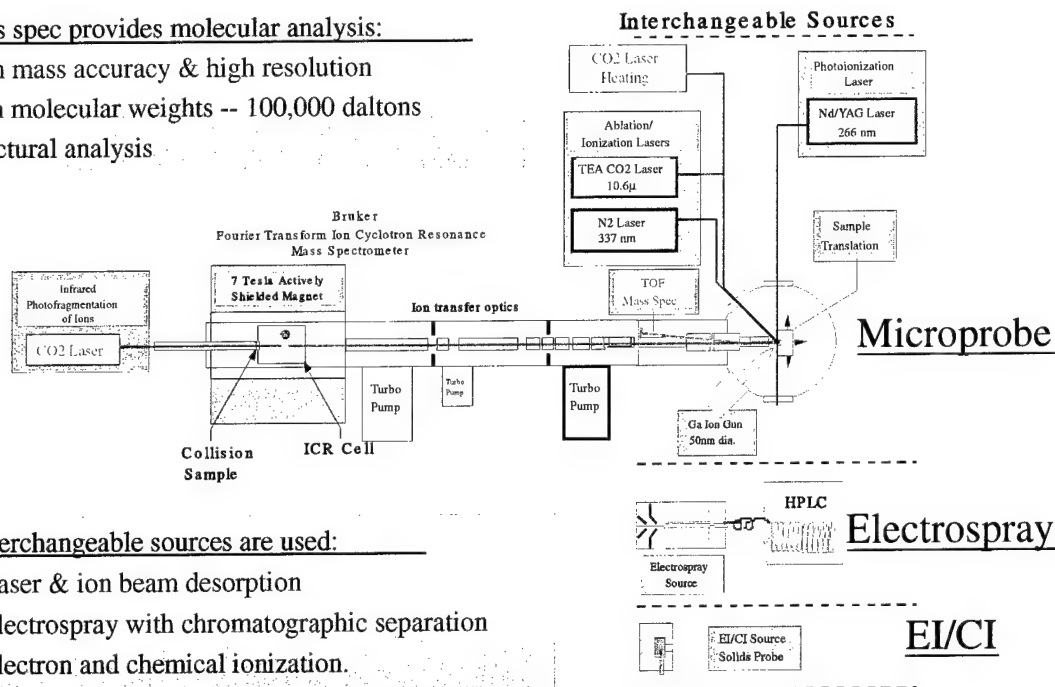 s spec provides molecular analysis:
n mass accuracy & high resolution
n molecular weights -- 100,000 daltons
ctural analysis
Interchangeable Sources
CO2 Laser
Heating
Photoionization
Laser
Nd/YAG Laser
266 nm
Ablation/
Ionization Lasers
TEA CO2 Laser
10.6μ
N2 Laser
337 nm
Sample
Translation
Bruker
Fourier Transform Ion Cyclotron Resonance
Mass Spectrometer
7 Tesla Actively
Shielded Magnet
Infrared
Photofragmentation
of Ions
CO2 Laser
Ion transfer optics
TOF
Mass Spec
Microprobe
Turbo
Pump
Turbo
Pump
Turbo
Pump
Ga Ion Gun
50nm dia.
Collision
Sample
ICR Cell
HPLC
Electrospray
Electrospray
Source
EI/CI Source
Solids Probe
EI/CI
erchangeable sources are used:
aser & ion beam desorption
lectrospray with chromatographic separation
lectron and chemical ionization.